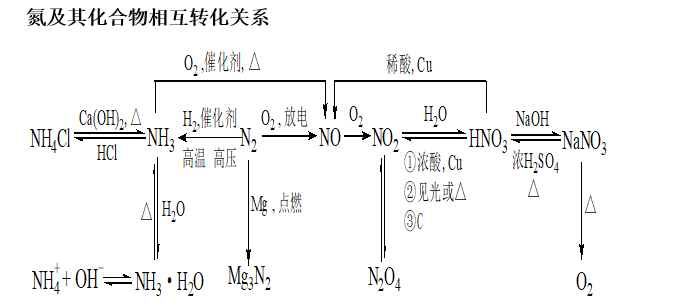 氮及其化合物相互转化关系
O₂,催化剂,△
稀酸,Cu
Ca(OH)₂,△
H₂,催化剂
O₂,放电
O₂
H₂O
NaOH
NH₄Cl
NH₃
N₂
NO
NO₂
HNO₃
NaNO₃
HCl
高温 高压
①浓酸,Cu
②见光或△
③C
浓H₂SO₄
△
△
H₂O
Mg,点燃
△
NH₄⁺+OH⁻
NH₃·H₂O
Mg₃N₂
N₂O₄
O₂